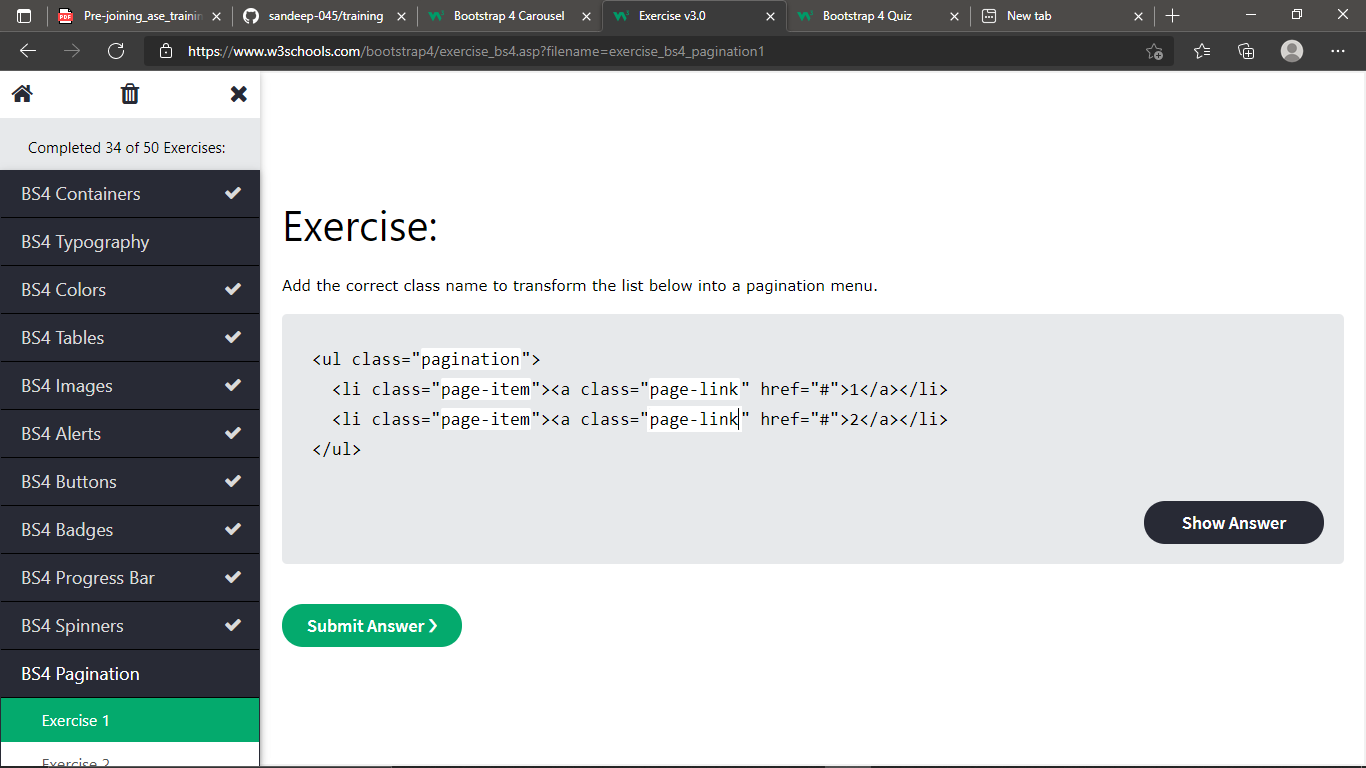 Pre-joining_ase_trainin
sandeep-045/training
Bootstrap 4 Carousel
Exercise v3.0
Bootstrap 4 Quiz
New tab
https://www.w3schools.com/bootstrap4/exercise_bs4.asp?filename=exercise_bs4_pagination1
Completed 34 of 50 Exercises:
BS4 Containers
BS4 Typography
BS4 Colors
BS4 Tables
BS4 Images
BS4 Alerts
BS4 Buttons
BS4 Badges
BS4 Progress Bar
BS4 Spinners
BS4 Pagination
Exercise 1
Exercise 2
Exercise:
Add the correct class name to transform the list below into a pagination menu.
<ul class="pagination">
<li class="page-item"><a class="page-link" href="#">1</a></li>
<li class="page-item"><a class="page-link" href="#">2</a></li>
</ul>
Show Answer
Submit Answer ❯